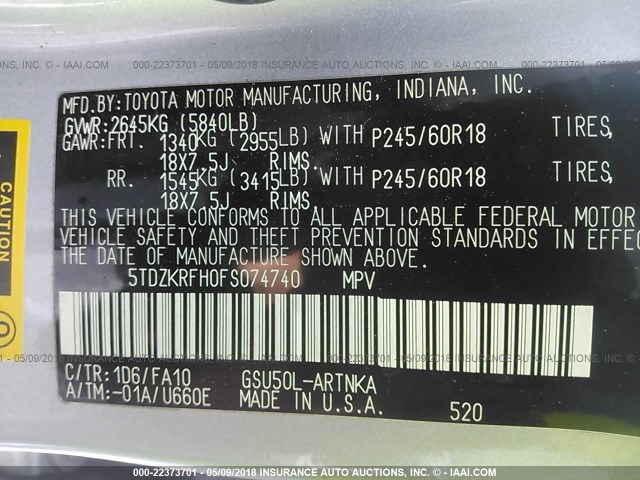 000-22373701 - 05/09/2018 - INSURANCE AUTO AUCTIONS, INC. - IAAI.COM
MFD.BY:TOYOTA MOTOR MANUFACTURING, INDIANA, INC.
GVWR:2645KG (5840LB)
GAWR:FRT. 1340KG (2955LB) WITH P245/60R18 TIRES,
18X7.5J RIMS,
RR. 1545KG (3415LB) WITH P245/60R18 TIRES,
18X7.5J RIMS,
THIS VEHICLE CONFORMS TO ALL APPLICABLE FEDERAL MOTOR
VEHICLE SAFETY AND THEFT PREVENTION STANDARDS IN EFFEC
THE DATE OF MANUFACTURE SHOWN ABOVE.
5TDZKRFH0FS074740 MPV
C/TR:1D6/FA10 GSU50L-ARTNKA
A/TM:-01A/U660E MADE IN U.S.A. 520
CAUTION
000-22373701 - 05/09/2018 - INSURANCE AUTO AUCTIONS, INC. - IAAI.COM